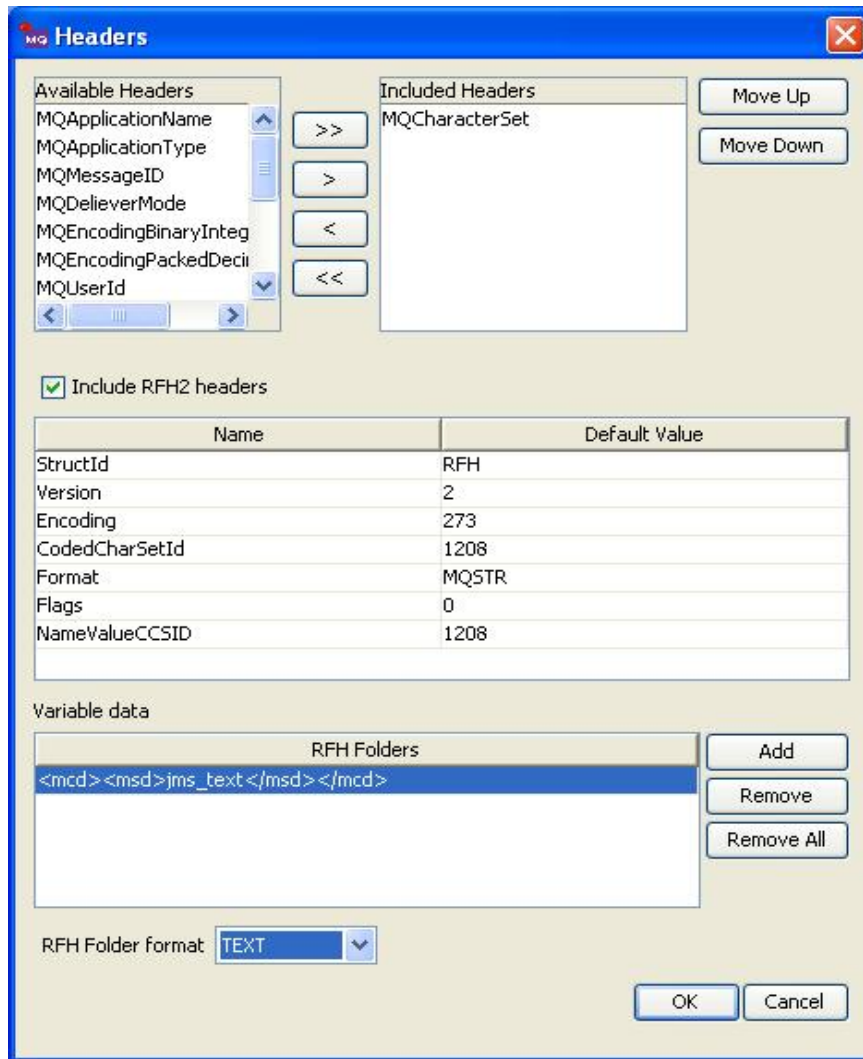 MQ Headers
Available Headers
MQApplicationName
MQApplicationType
MQMessageID
MQDelieverMode
MQEncodingBinaryInteg
MQEncodingPackedDeci
MQUserId
>>
>
<
<<
Included Headers
MQCharacterSet
Move Up
Move Down
Include RFH2 headers
Name Default Value
StructId RFH
Version 2
Encoding 273
CodedCharSetId 1208
Format MQSTR
Flags 0
NameValueCCSID 1208
Variable data
RFH Folders
<mcd><msd>jms_text</msd></mcd>
Add
Remove
Remove All
RFH Folder format TEXT
OK Cancel